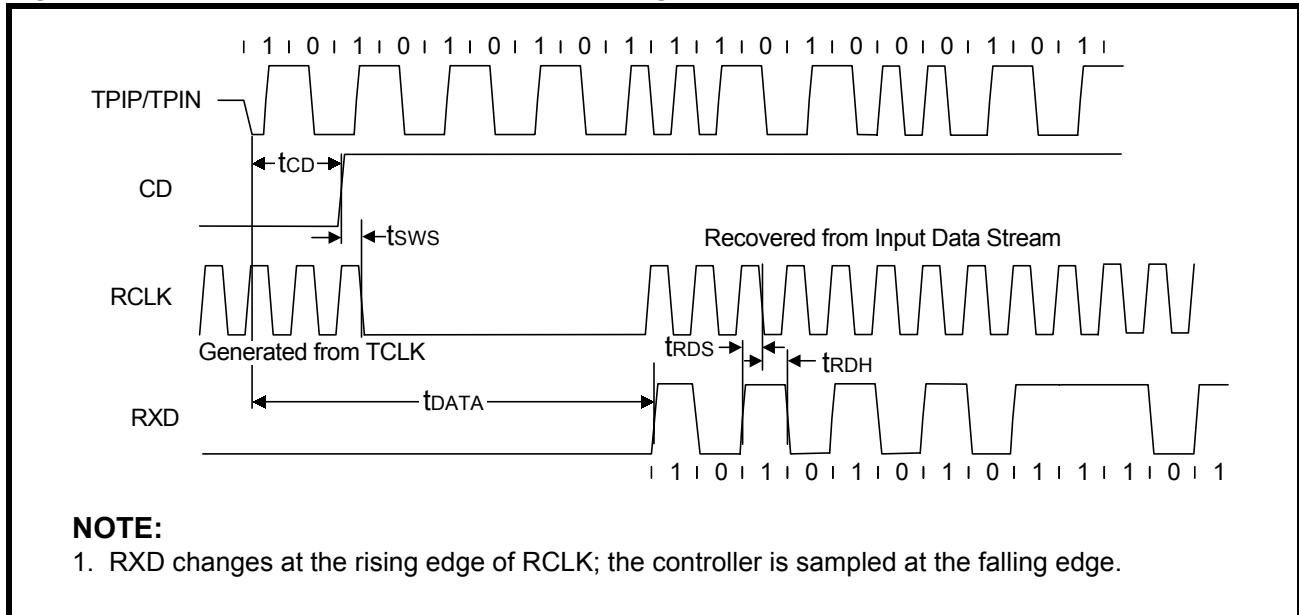 1 0 1 0 1 0 1 0 1 1 1 0 1 0 0 0 1 0 1
TPIP/TPIN
tCD
CD
tSWS
Recovered from Input Data Stream
RCLK
Generated from TCLK
tRDS
tRDH
tDATA
RXD
1 0 1 0 1 0 1 0 1 1 1 0 1
NOTE:
1. RXD changes at the rising edge of RCLK; the controller is sampled at the falling edge.